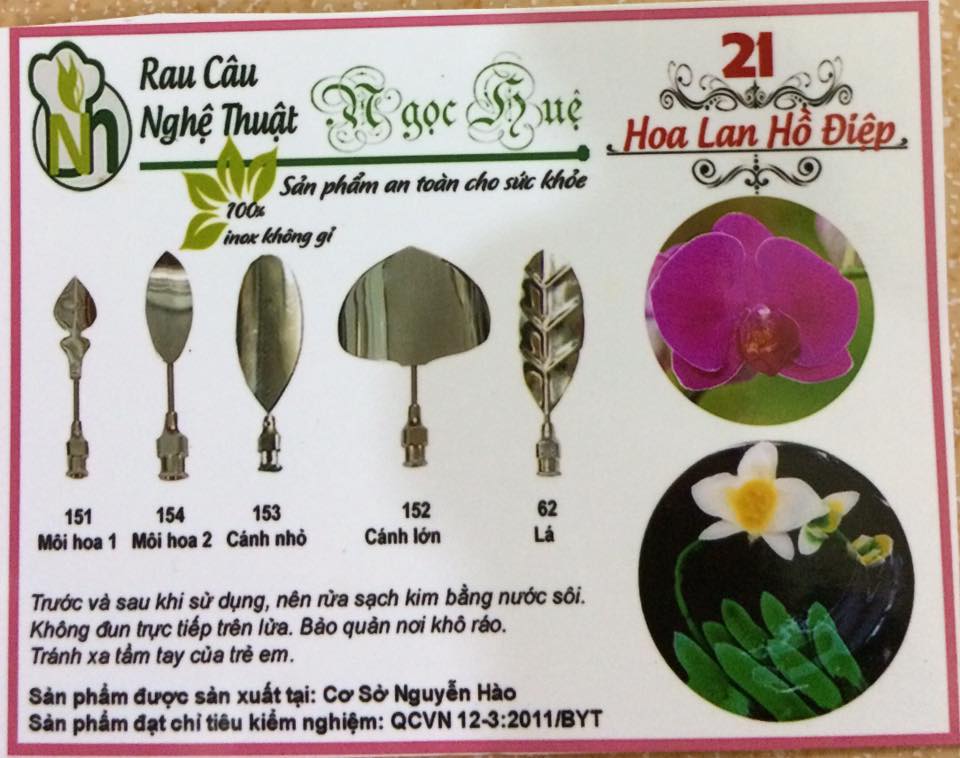 Nh
Rau Câu
Nghệ Thuật
Ngọc Huệ
Sản phẩm an toàn cho sức khỏe
100%
inox không gỉ
21
Hoa Lan Hồ Điệp
151
Môi hoa 1
154
Môi hoa 2
153
Cánh nhỏ
152
Cánh lớn
62
Lá
Trước và sau khi sử dụng, nên rửa sạch kim bằng nước sôi.
Không đun trực tiếp trên lửa. Bảo quản nơi khô ráo.
Tránh xa tầm tay của trẻ em.
Sản phẩm được sản xuất tại: Cơ Sở Nguyễn Hào
Sản phẩm đạt chỉ tiêu kiểm nghiệm: QCVN 12-3:2011/BYT